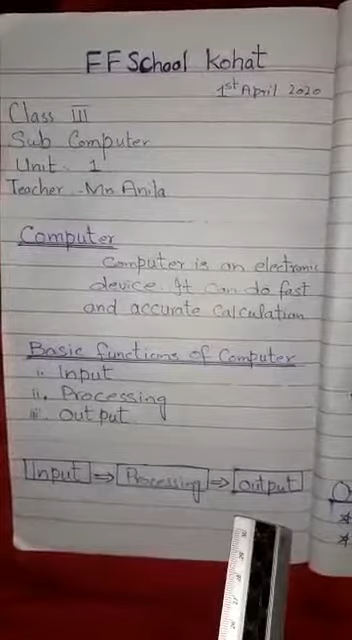 FF School Kohat
1st April 2020
Class III
Sub Computer
Unit. 1
Teacher - Mn Anila
Computer
Computer is an electronic
device. It can do fast
and accurate calculation
Basic functions of Computer
i. Input
ii. Processing
iii. Output
Input ⇒ Processing ⇒ Output